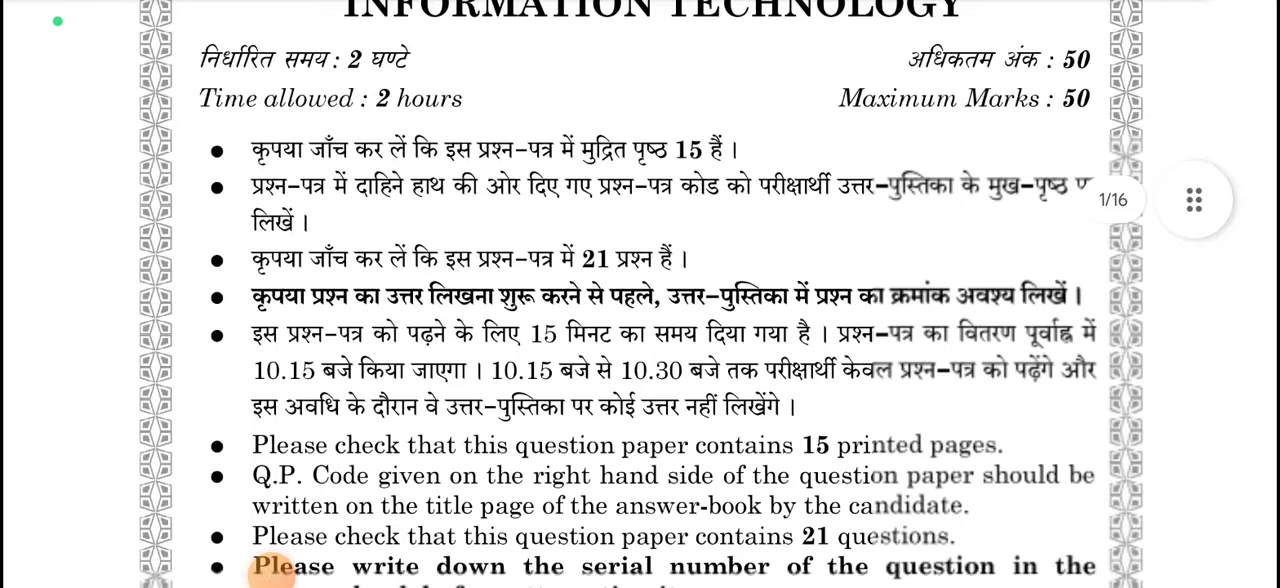 INFORMATION TECHNOLOGY
निर्धारित समय : 2 घण्टे
अधिकतम अंक : 50
Time allowed : 2 hours
Maximum Marks : 50
● कृपया जाँच कर लें कि इस प्रश्न-पत्र में मुद्रित पृष्ठ 15 हैं ।
● प्रश्न-पत्र में दाहिने हाथ की ओर दिए गए प्रश्न-पत्र कोड को परीक्षार्थी उत्तर-पुस्तिका के मुख-पृष्ठ
1/16
लिखें ।
● कृपया जाँच कर लें कि इस प्रश्न-पत्र में 21 प्रश्न हैं ।
● कृपया प्रश्न का उत्तर लिखना शुरू करने से पहले, उत्तर-पुस्तिका में प्रश्न का क्रमांक अवश्य लिखें ।
● इस प्रश्न-पत्र को पढ़ने के लिए 15 मिनट का समय दिया गया है । प्रश्न-पत्र का वितरण पूर्वाह्न में
10.15 बजे किया जाएगा । 10.15 बजे से 10.30 बजे तक परीक्षार्थी केवल प्रश्न-पत्र को पढ़ेंगे और
इस अवधि के दौरान वे उत्तर-पुस्तिका पर कोई उत्तर नहीं लिखेंगे ।
● Please check that this question paper contains 15 printed pages.
● Q.P. Code given on the right hand side of the question paper should be
written on the title page of the answer-book by the candidate.
● Please check that this question paper contains 21 questions.
● Please write down the serial number of the question in the